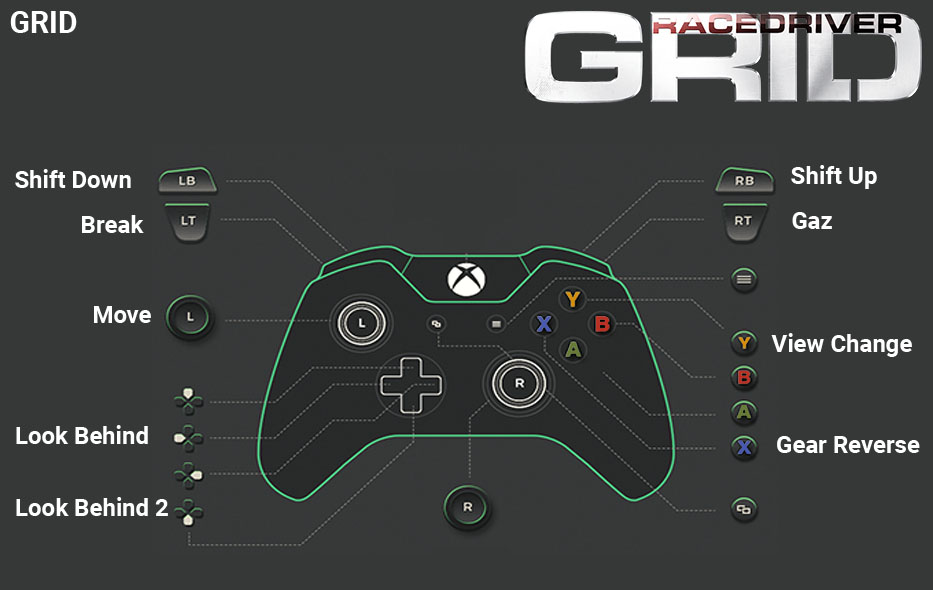 GRID
RACEDRIVER
GRID
Shift Down LB
RB Shift Up
Break LT
RT Gaz
Move L
L
Y
X B
A
R
Y View Change
B
A
Look Behind
X Gear Reverse
Look Behind 2
R